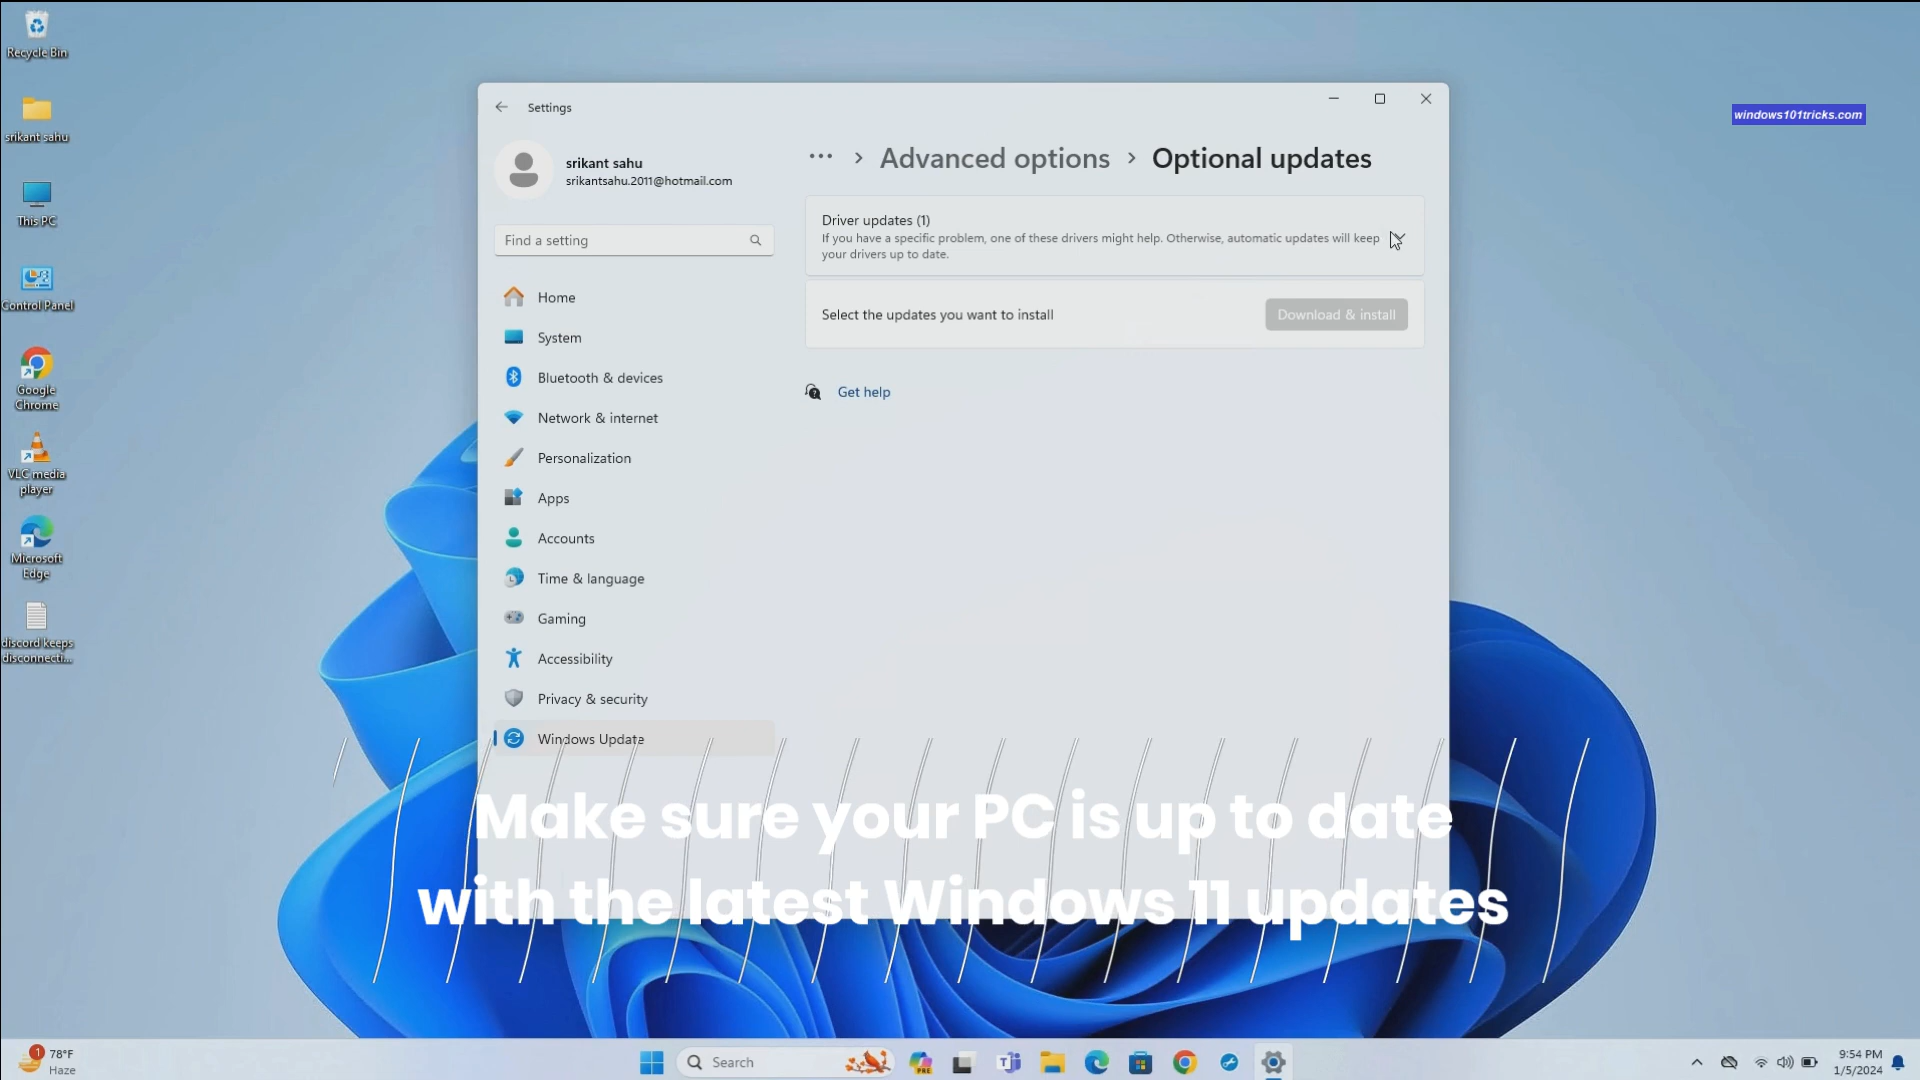 Recycle Bin
srikant sahu
This PC
Control Panel
Google
Chrome
VLC media
player
Microsoft
Edge
discord keeps
disconnecti...
Settings
srikant sahu
srikantsahu.2011@hotmail.com
Find a setting
Home
System
Bluetooth & devices
Network & internet
Personalization
Apps
Accounts
Time & language
Gaming
Accessibility
Privacy & security
Windows Update
... > Advanced options > Optional updates
Driver updates (1)
If you have a specific problem, one of these drivers might help. Otherwise, automatic updates will keep
your drivers up to date.
Select the updates you want to install
Download & install
Get help
windows101tricks.com
Make sure your PC is up to date
with the latest Windows 11 updates
1
78°F
Haze
Search
PRE
9:54 PM
1/5/2024